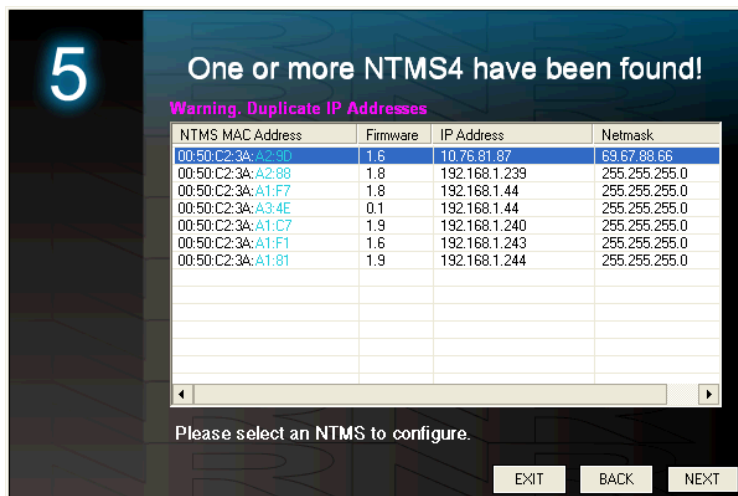 5
One or more NTMS4 have been found!
Warning. Duplicate IP Addresses
NTMS MAC Address Firmware IP Address Netmask
00:50:C2:3A:A2:9D 1.6 10.76.81.87 69.67.88.66
00:50:C2:3A:A2:88 1.8 192.168.1.239 255.255.255.0
00:50:C2:3A:A1:F7 1.8 192.168.1.44 255.255.255.0
00:50:C2:3A:A3:4E 0.1 192.168.1.44 255.255.255.0
00:50:C2:3A:A1:C7 1.9 192.168.1.240 255.255.255.0
00:50:C2:3A:A1:F1 1.6 192.168.1.243 255.255.255.0
00:50:C2:3A:A1:81 1.9 192.168.1.244 255.255.255.0
Please select an NTMS to configure.
EXIT BACK NEXT